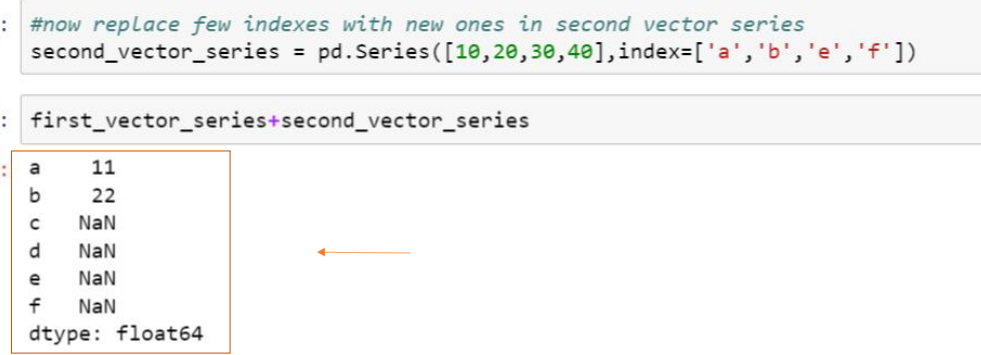 : #now replace few indexes with new ones in second vector series
second_vector_series = pd.Series([10,20,30,40],index=['a','b','e','f'])
: first_vector_series+second_vector_series
: a 11
b 22
c NaN
d NaN
e NaN
f NaN
dtype: float64